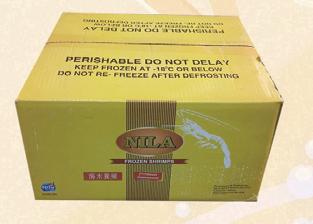 PERISHABLE DO NOT DELAY
KEEP FROZEN AT -18°C OR BELOW
DO NOT RE- FREEZE AFTER DEFROSTING
PERISHABLE DO NOT DELAY
KEEP FROZEN AT -18°C OR BELOW
DO NOT RE- FREEZE AFTER DEFROSTING
NILA
FROZEN SHRIMPS